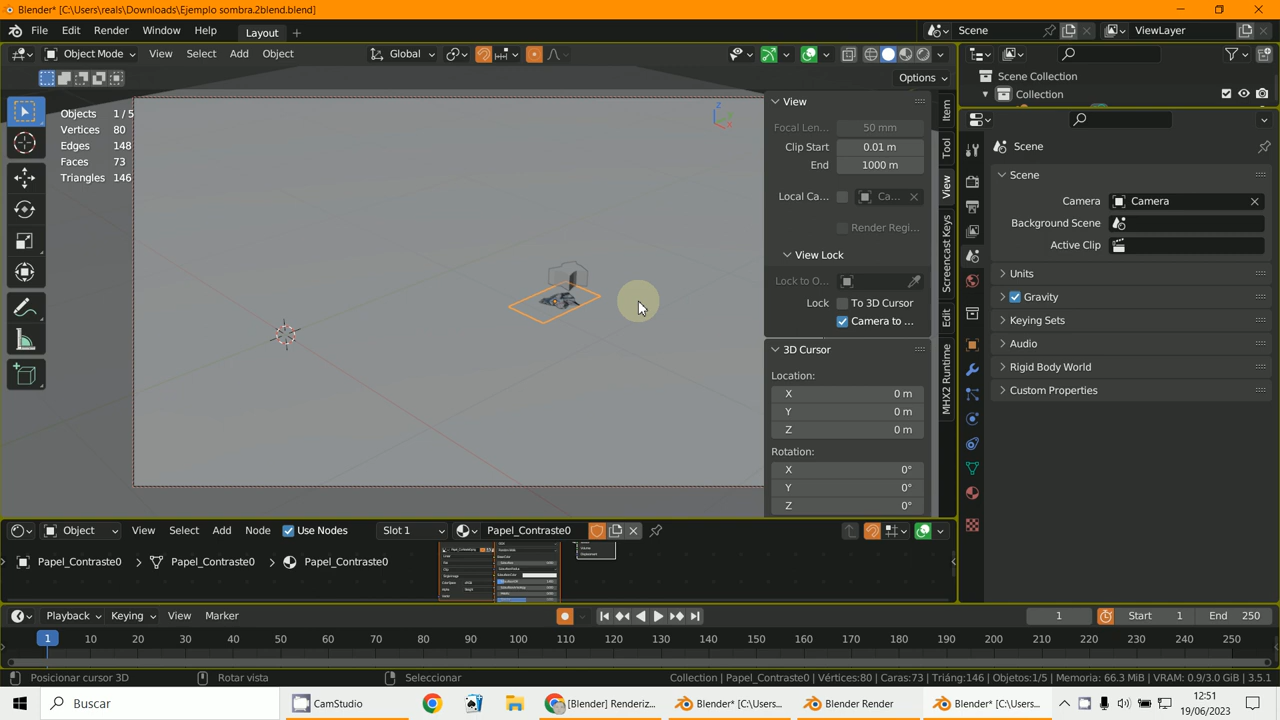 Blender* [C:\Users\reals\Downloads\Ejemplo sombra.2blend.blend]
File Edit Render Window Help Layout + Scene ViewLayer
Object Mode View Select Add Object Global
Options
Scene Collection
Collection
Objects 1 / 5
Vertices 80
Edges 148
Faces 73
Triangles 146
Z
X
View
Focal Len... 50 mm
Clip Start 0.01 m
End 1000 m
Local Ca... Ca...
Render Regi...
View Lock
Lock to O...
Lock To 3D Cursor
Camera to ...
3D Cursor
Location:
X 0 m
Y 0 m
Z 0 m
Rotation:
X 0°
Y 0°
Z 0°
Item
Tool
View
Screencast Keys
Edit
MHX2 Runtime
Scene
Scene
Camera Camera
Background Scene
Active Clip
Units
Gravity
Keying Sets
Audio
Rigid Body World
Custom Properties
Object View Select Add Node Use Nodes Slot 1 Papel_Contraste0
Papel_Contraste0 > Papel_Contraste0 > Papel_Contraste0
Playback Keying View Marker 1 Start 1 End 250
1 10 20 30 40 50 60 70 80 90 100 110 120 130 140 150 160 170 180 190 200 210 220 230 240 250
Posicionar cursor 3D Rotar vista Seleccionar Collection | Papel_Contraste0 | Vértices:80 | Caras:73 | Triáng:146 | Objetos:1/5 | Memoria: 66.3 MiB | VRAM: 0.9/3.0 GiB | 3.5.1
Buscar CamStudio [Blender] Renderiz... Blender* [C:\Users... Blender Render Blender* [C:\Users... 12:51
19/06/2023